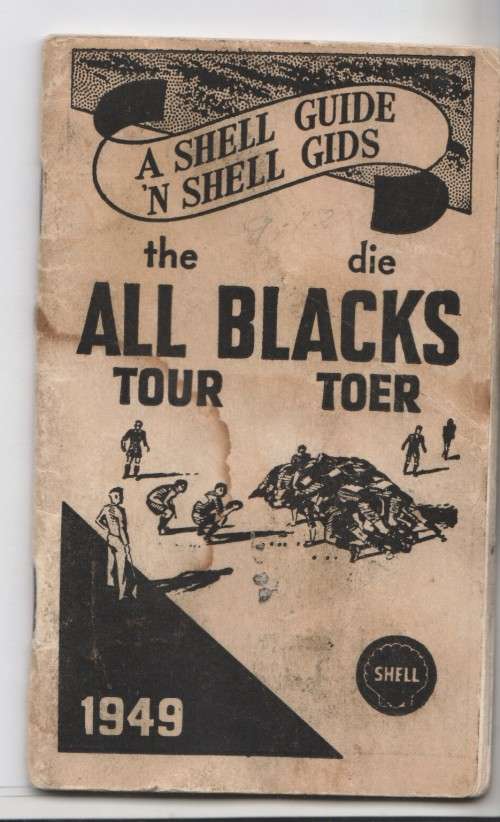 A SHELL GUIDE
'N SHELL GIDS
the die
ALL BLACKS
TOUR TOER
SHELL
1949